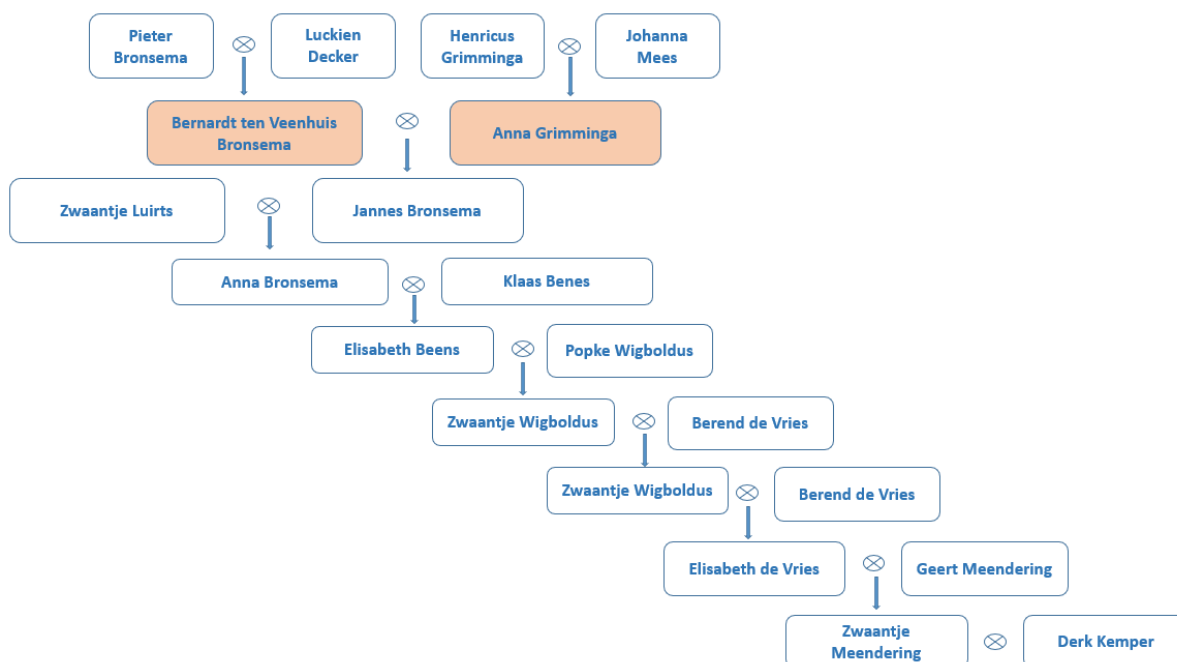 Pieter
Bronsema
Luckien
Decker
Henricus
Grimminga
Johanna
Mees
Bernardt ten Veenhuis
Bronsema
Anna Grimminga
Zwaantje Luirts
Jannes Bronsema
Anna Bronsema
Klaas Benes
Elisabeth Beens
Popke Wigboldus
Zwaantje Wigboldus
Berend de Vries
Zwaantje Wigboldus
Berend de Vries
Elisabeth de Vries
Geert Meendering
Zwaantje
Meendering
Derk Kemper